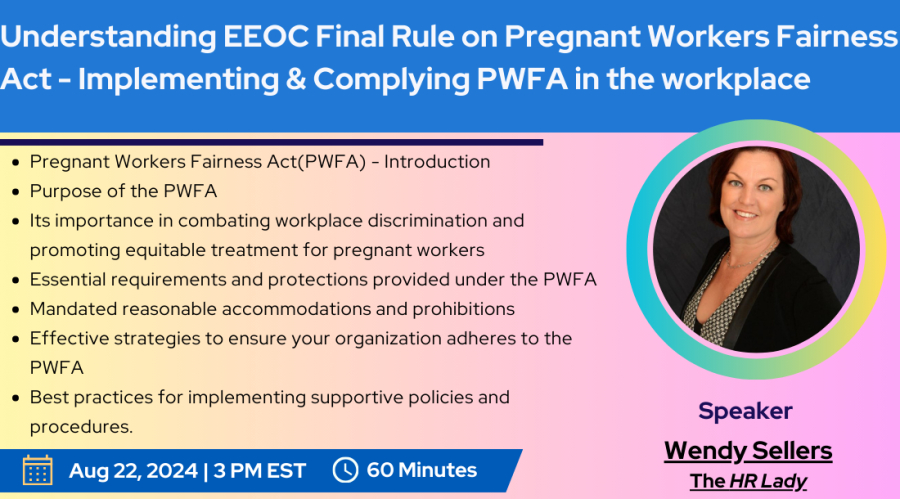 Understanding EEOC Final Rule on Pregnant Workers Fairness
Act - Implementing & Complying PWFA in the workplace
• Pregnant Workers Fairness Act(PWFA) - Introduction
• Purpose of the PWFA
• Its importance in combating workplace discrimination and
promoting equitable treatment for pregnant workers
• Essential requirements and protections provided under the PWFA
• Mandated reasonable accommodations and prohibitions
• Effective strategies to ensure your organization adheres to the
PWFA
• Best practices for implementing supportive policies and
procedures.
Aug 22, 2024 | 3 PM EST
60 Minutes
Speaker
Wendy Sellers
The HR Lady